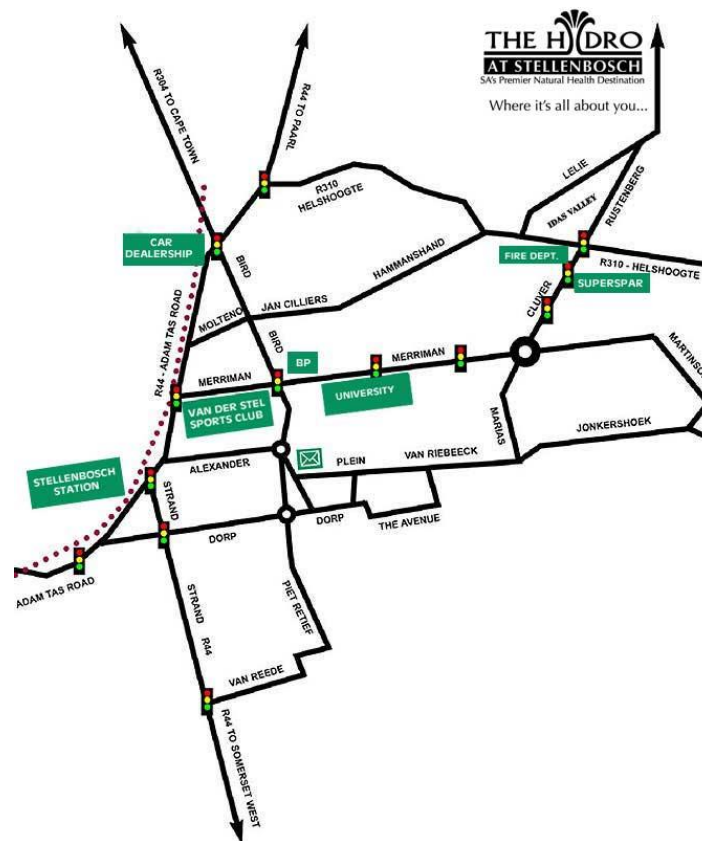 THE HYDRO
AT STELLENBOSCH
SA's Premier Natural Health Destination
Where it's all about you...
R304 TO CAPE TOWN
R44 TO PAARL
LELIE
R310
HELSHOOGTE
IDAS VALLEY
RUSTENBERG
CAR
DEALERSHIP
BIRD
HAMMANSHAND
FIRE DEPT.
R310 - HELSHOOGTE
SUPERSPAR
CLUVER
JAN CILLIERS
MOLTENO
R44 - ADAM TAS ROAD
BIRD
BP
MERRIMAN
MERRIMAN
MARTINSO
UNIVERSITY
VAN DER STEL
SPORTS CLUB
MARIAS
JONKERSHOEK
VAN RIEBEECK
PLEIN
ALEXANDER
STELLENBOSCH
STATION
STRAND
DORP
DORP
THE AVENUE
ADAM TAS ROAD
STRAND
R44
PIET RETIEF
VAN REEDE
R44 TO SOMERSET WEST